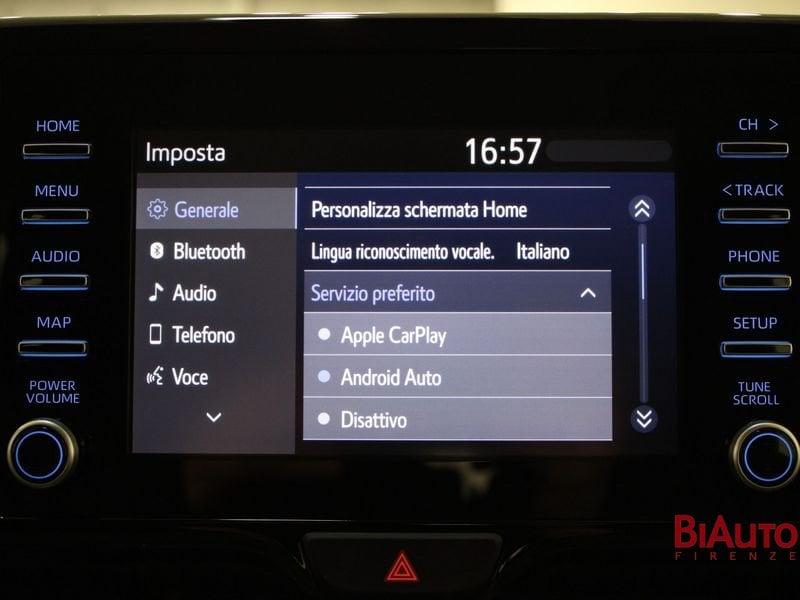 HOME
MENU
AUDIO
MAP
POWER
VOLUME
Imposta
16:57
Generale
Bluetooth
Audio
Telefono
Voce
Personalizza schermata Home
Lingua riconoscimento vocale. Italiano
Servizio preferito
Apple CarPlay
Android Auto
Disattivo
CH >
< TRACK
PHONE
SETUP
TUNE
SCROLL
BIAUTO
FIRENZE